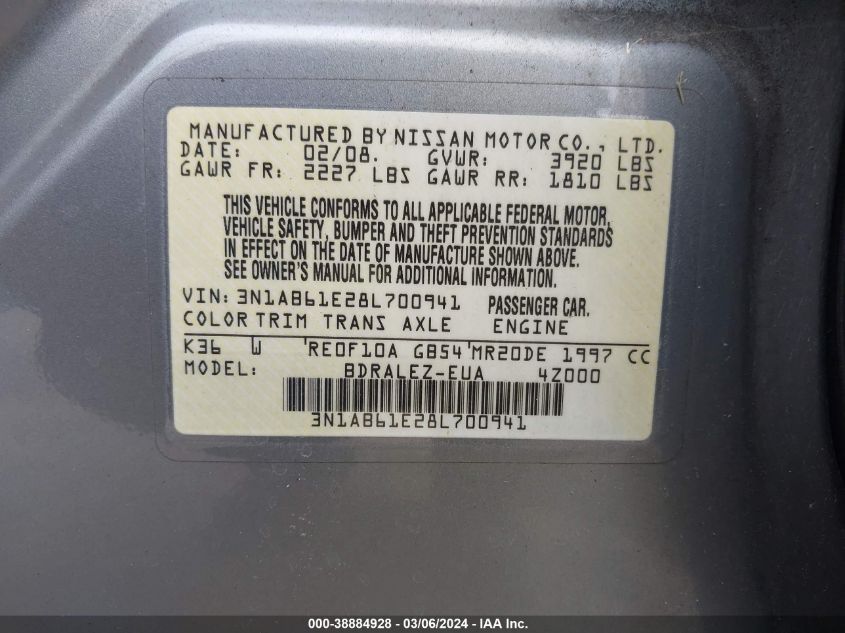 MANUFACTURED BY NISSAN MOTOR CO., LTD.
DATE: 02/08. GVWR: 3920 LBS
GAWR FR: 2227 LBS GAWR RR: 1810 LBS
THIS VEHICLE CONFORMS TO ALL APPLICABLE FEDERAL MOTOR
VEHICLE SAFETY, BUMPER AND THEFT PREVENTION STANDARDS
IN EFFECT ON THE DATE OF MANUFACTURE SHOWN ABOVE.
SEE OWNER'S MANUAL FOR ADDITIONAL INFORMATION.
VIN: 3N1AB61E28L700941 PASSENGER CAR.
COLOR TRIM TRANS AXLE ENGINE
K36 W RE0F10A GB54 MR20DE 1997 CC
MODEL: BDRALEZ-EUA 4Z000
3N1AB61E28L700941
000-38884928 - 03/06/2024 - IAA Inc.